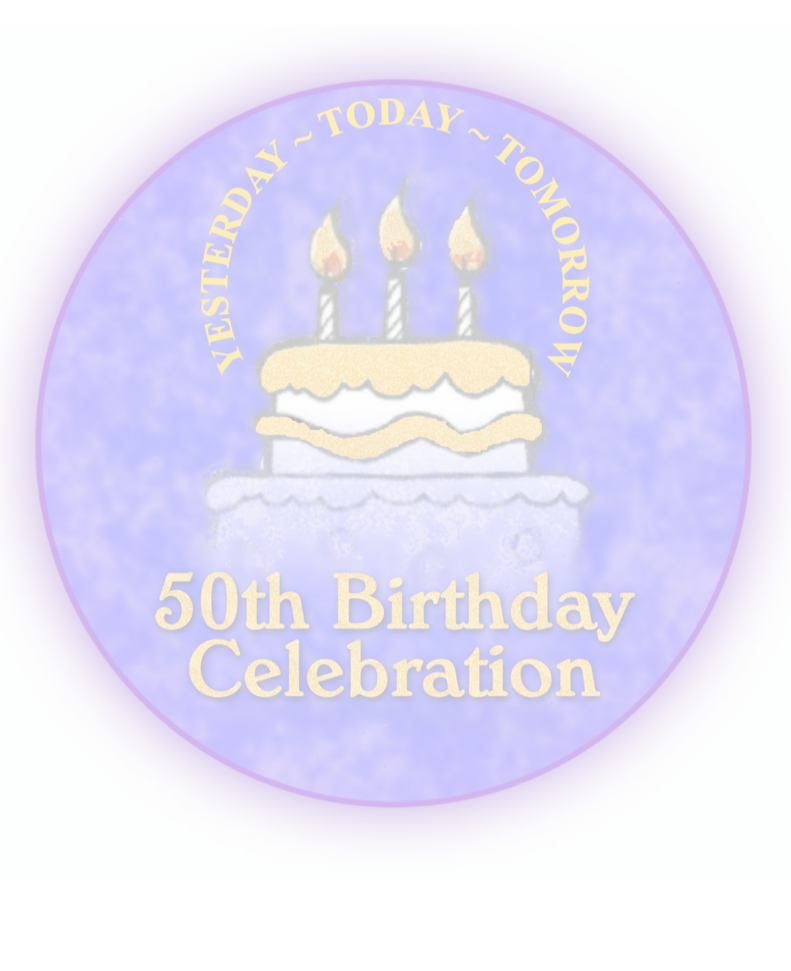 YESTERDAY ~ TODAY ~ TOMORROW
50th Birthday
Celebration